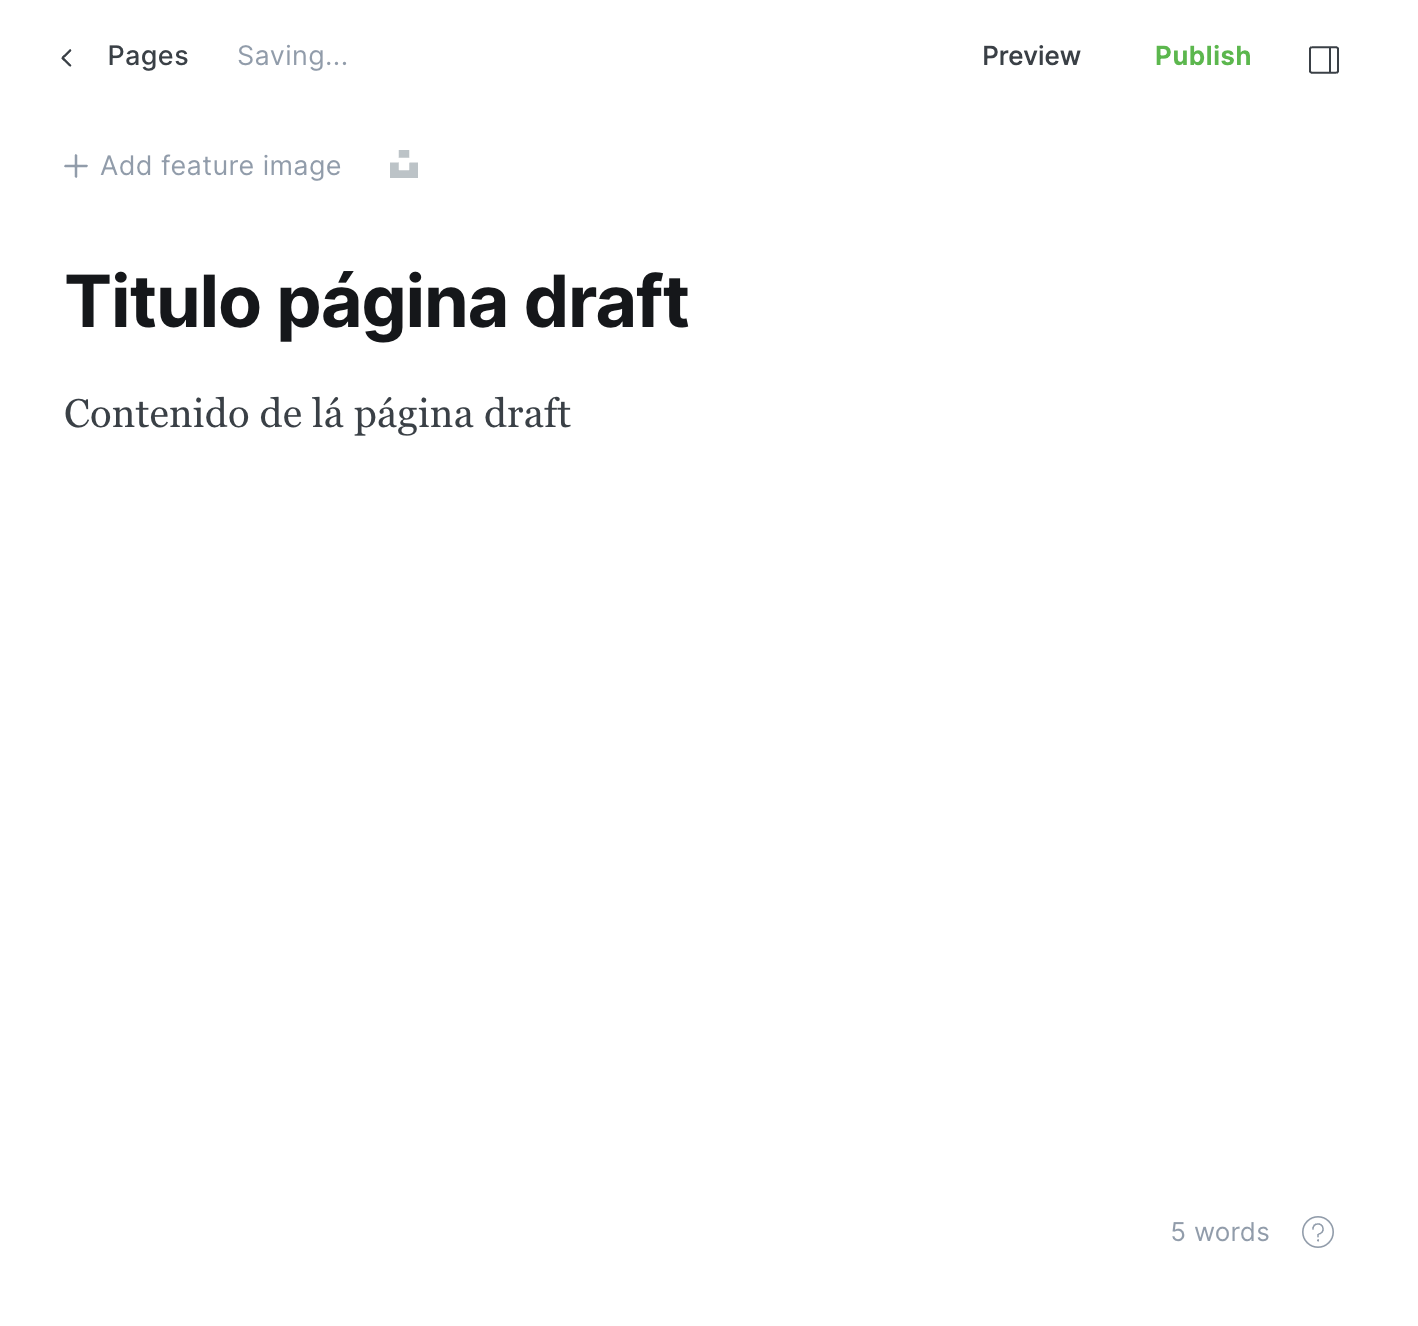 Pages Saving... Preview Publish
Add feature image
Titulo página draft
Contenido de lá página draft
5 words ?